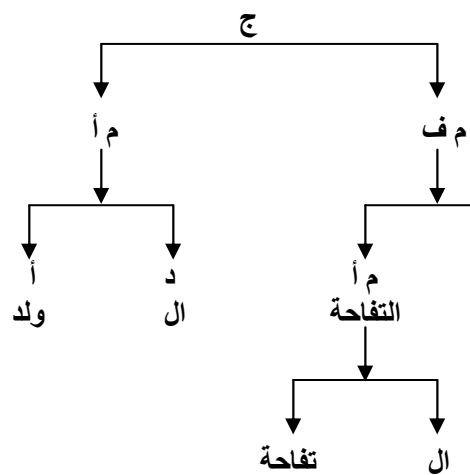 ج
م ف م أ
م أ د أ
التفاحة ال ولد
ال تفاحة